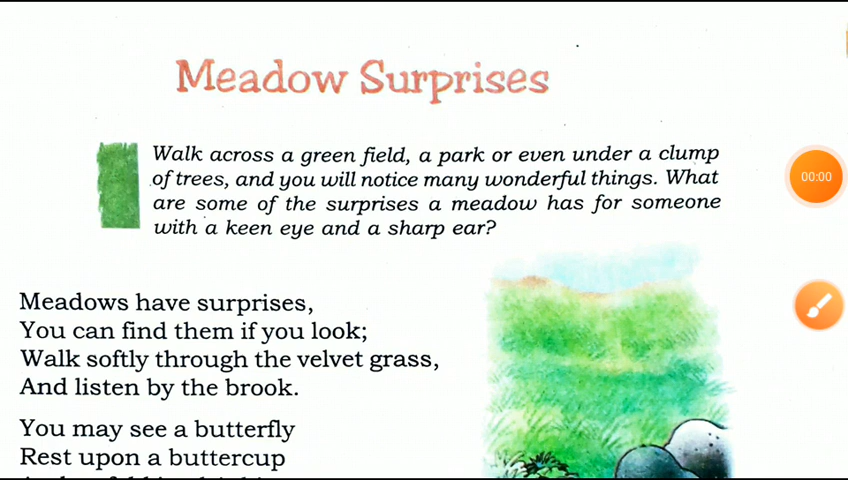 Meadow Surprises
Walk across a green field, a park or even under a clump
of trees, and you will notice many wonderful things. What
are some of the surprises a meadow has for someone
with a keen eye and a sharp ear?
00:00
Meadows have surprises,
You can find them if you look;
Walk softly through the velvet grass,
And listen by the brook.
You may see a butterfly
Rest upon a buttercup